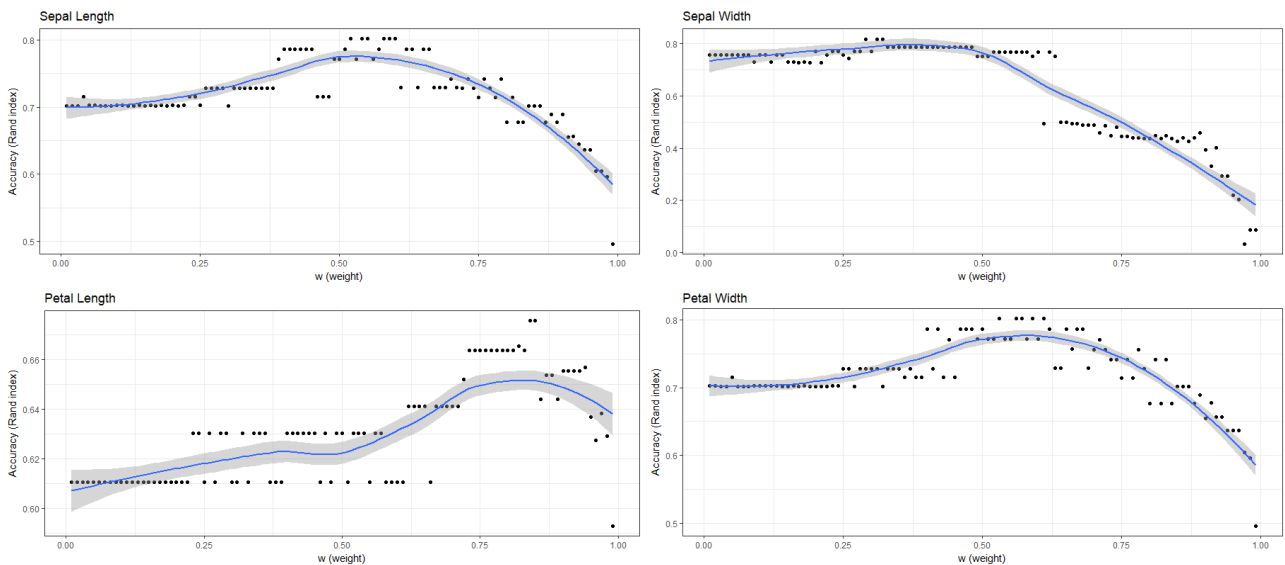 Sepal Length
Accuracy (Rand index)
0.8
0.7
0.6
0.5
0.00 0.25 0.50 0.75 1.00
w (weight)
Sepal Width
Accuracy (Rand index)
0.8
0.6
0.4
0.2
0.0
0.00 0.25 0.50 0.75 1.00
w (weight)
Petal Length
Accuracy (Rand index)
0.66
0.64
0.62
0.60
0.00 0.25 0.50 0.75 1.00
w (weight)
Petal Width
Accuracy (Rand index)
0.8
0.7
0.6
0.5
0.00 0.25 0.50 0.75 1.00
w (weight)